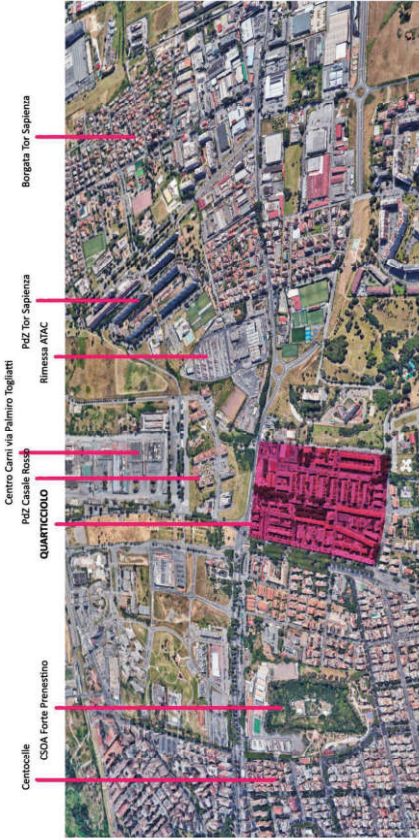 Centocelle
CSOA Forte Prenestino
QUARTICCIOLO
PdZ Casale Rosso
Centro Carni via Palmiro Togliatti
Rimessa ATAC
PdZ Tor Sapienza
Borgata Tor Sapienza